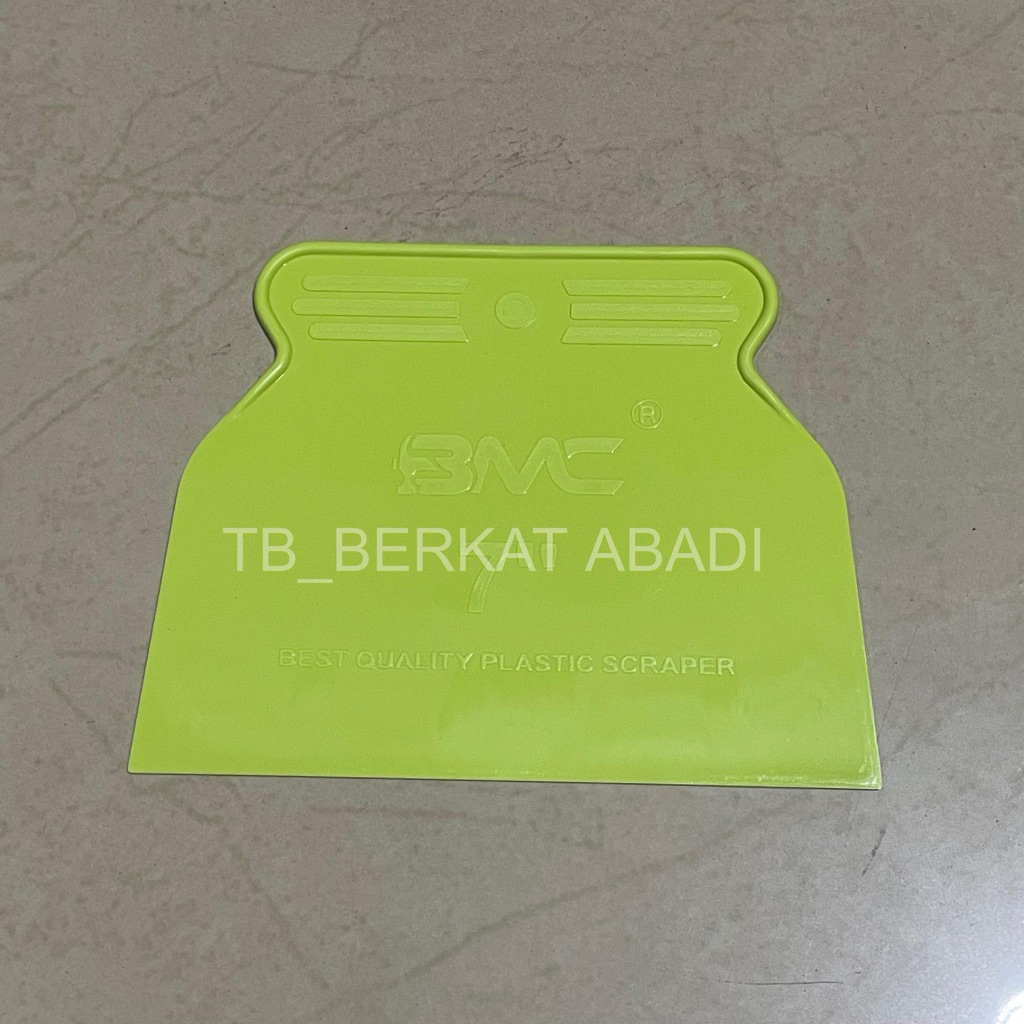 BMC ®
TB_BERKAT ABADI
7"
BEST QUALITY PLASTIC SCRAPER